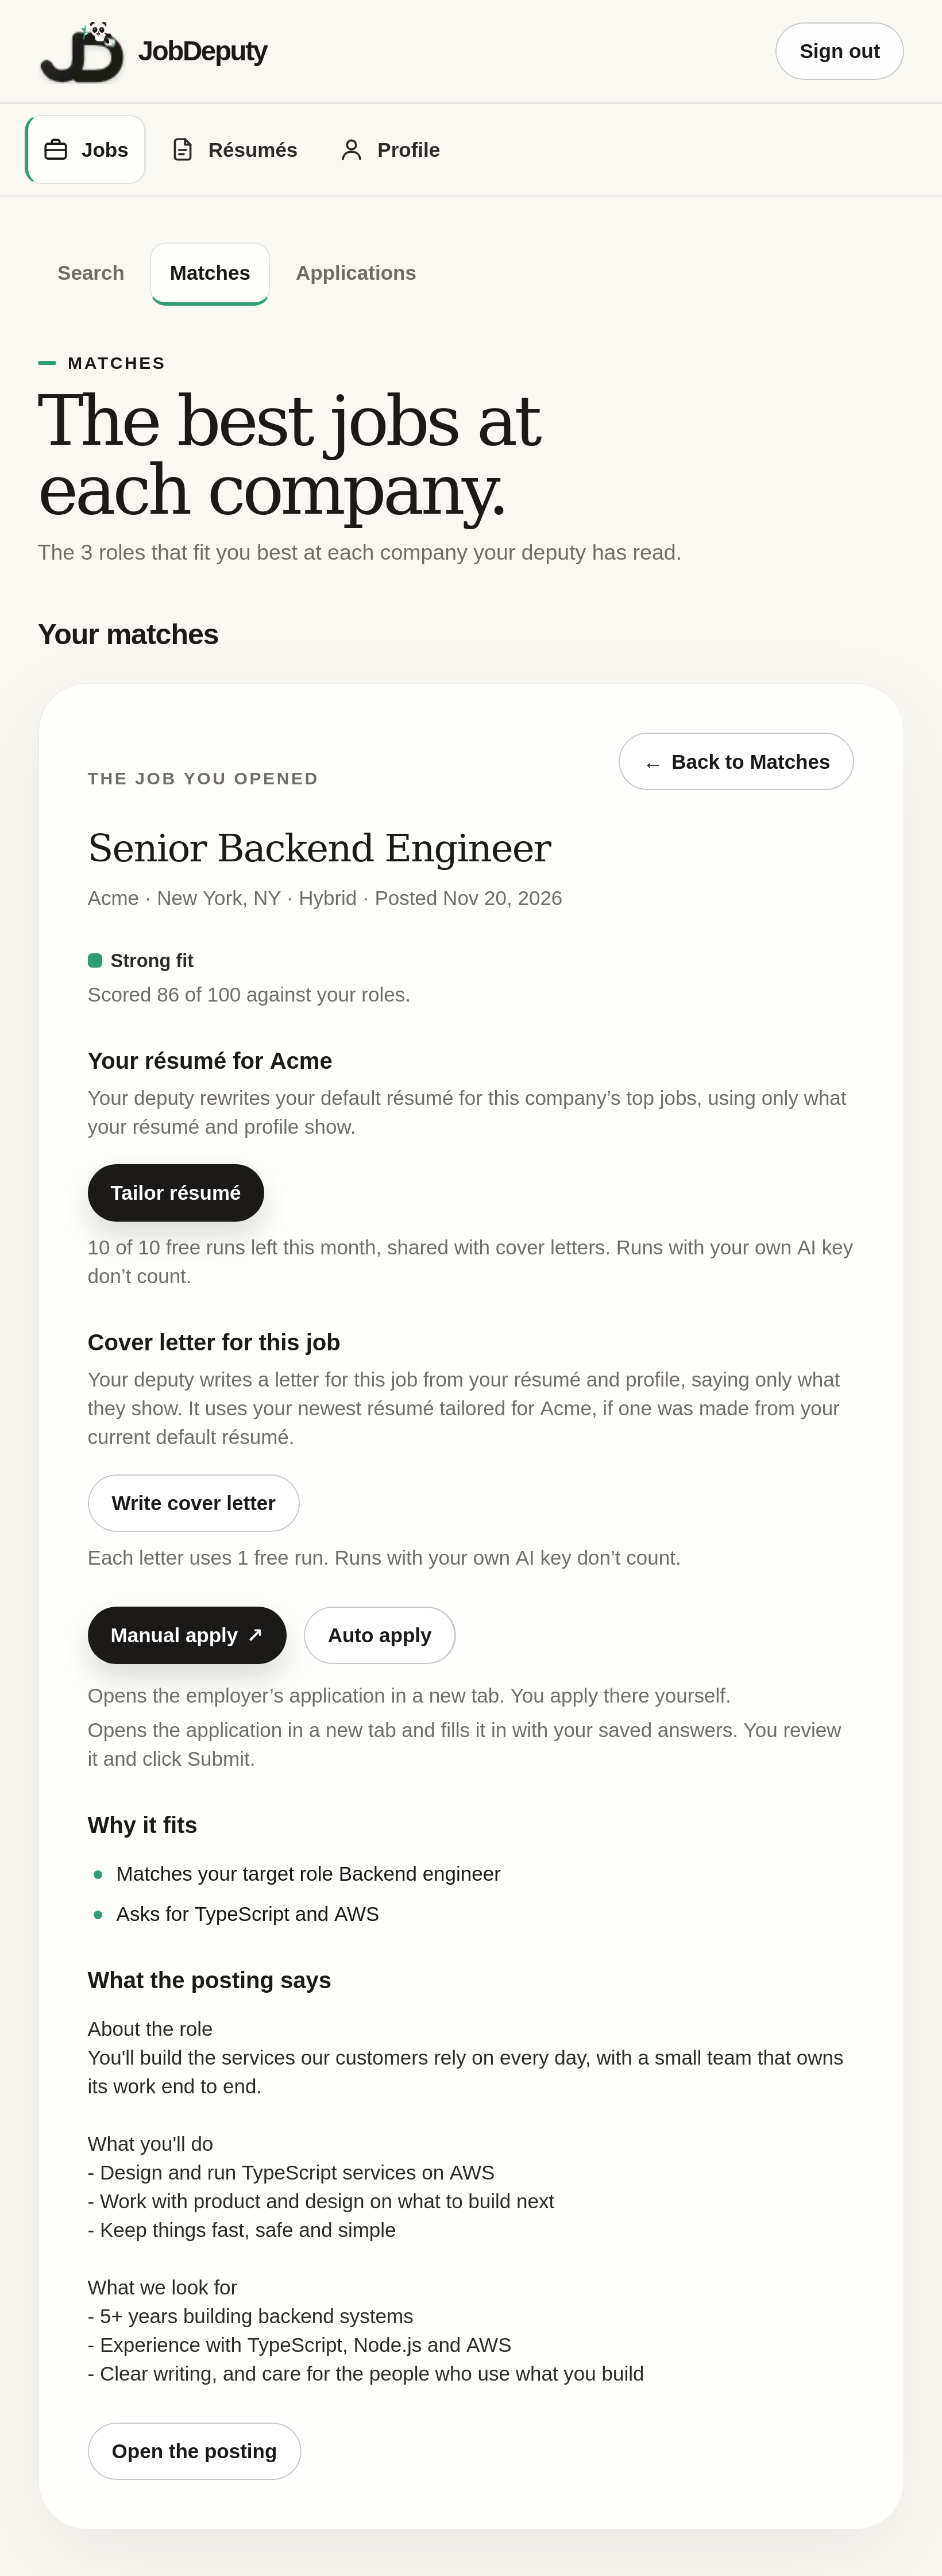 JobDeputy
Sign out
Jobs
Résumés
Profile
Search
Matches
Applications
MATCHES
The best jobs at
each company.
The 3 roles that fit you best at each company your deputy has read.
Your matches
THE JOB YOU OPENED
← Back to Matches
Senior Backend Engineer
Acme · New York, NY · Hybrid · Posted Nov 20, 2026
Strong fit
Scored 86 of 100 against your roles.
Your résumé for Acme
Your deputy rewrites your default résumé for this company’s top jobs, using only what
your résumé and profile show.
Tailor résumé
10 of 10 free runs left this month, shared with cover letters. Runs with your own AI key
don’t count.
Cover letter for this job
Your deputy writes a letter for this job from your résumé and profile, saying only what
they show. It uses your newest résumé tailored for Acme, if one was made from your
current default résumé.
Write cover letter
Each letter uses 1 free run. Runs with your own AI key don’t count.
Manual apply ↗
Auto apply
Opens the employer’s application in a new tab. You apply there yourself.
Opens the application in a new tab and fills it in with your saved answers. You review
it and click Submit.
Why it fits
Matches your target role Backend engineer
Asks for TypeScript and AWS
What the posting says
About the role
You'll build the services our customers rely on every day, with a small team that owns
its work end to end.
What you'll do
- Design and run TypeScript services on AWS
- Work with product and design on what to build next
- Keep things fast, safe and simple
What we look for
- 5+ years building backend systems
- Experience with TypeScript, Node.js and AWS
- Clear writing, and care for the people who use what you build
Open the posting